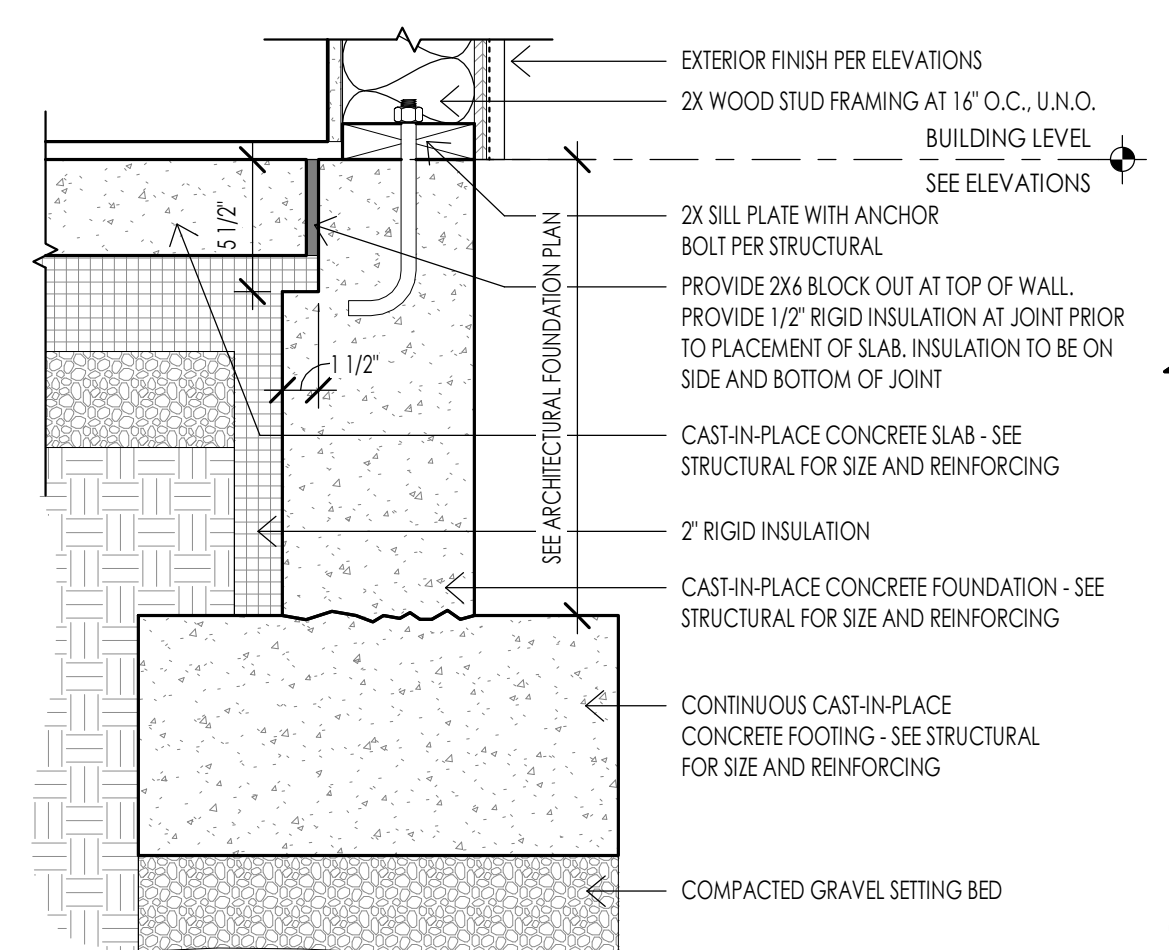 EXTERIOR FINISH PER ELEVATIONS
2X WOOD STUD FRAMING AT 16" O.C., U.N.O.
BUILDING LEVEL
SEE ELEVATIONS
2X SILL PLATE WITH ANCHOR
BOLT PER STRUCTURAL
PROVIDE 2X6 BLOCK OUT AT TOP OF WALL.
PROVIDE 1/2" RIGID INSULATION AT JOINT PRIOR
TO PLACEMENT OF SLAB. INSULATION TO BE ON
SIDE AND BOTTOM OF JOINT
CAST-IN-PLACE CONCRETE SLAB - SEE
STRUCTURAL FOR SIZE AND REINFORCING
2" RIGID INSULATION
CAST-IN-PLACE CONCRETE FOUNDATION - SEE
STRUCTURAL FOR SIZE AND REINFORCING
CONTINUOUS CAST-IN-PLACE
CONCRETE FOOTING - SEE STRUCTURAL
FOR SIZE AND REINFORCING
COMPACTED GRAVEL SETTING BED
5 1/2"
1 1/2"
SEE ARCHITECTURAL FOUNDATION PLAN